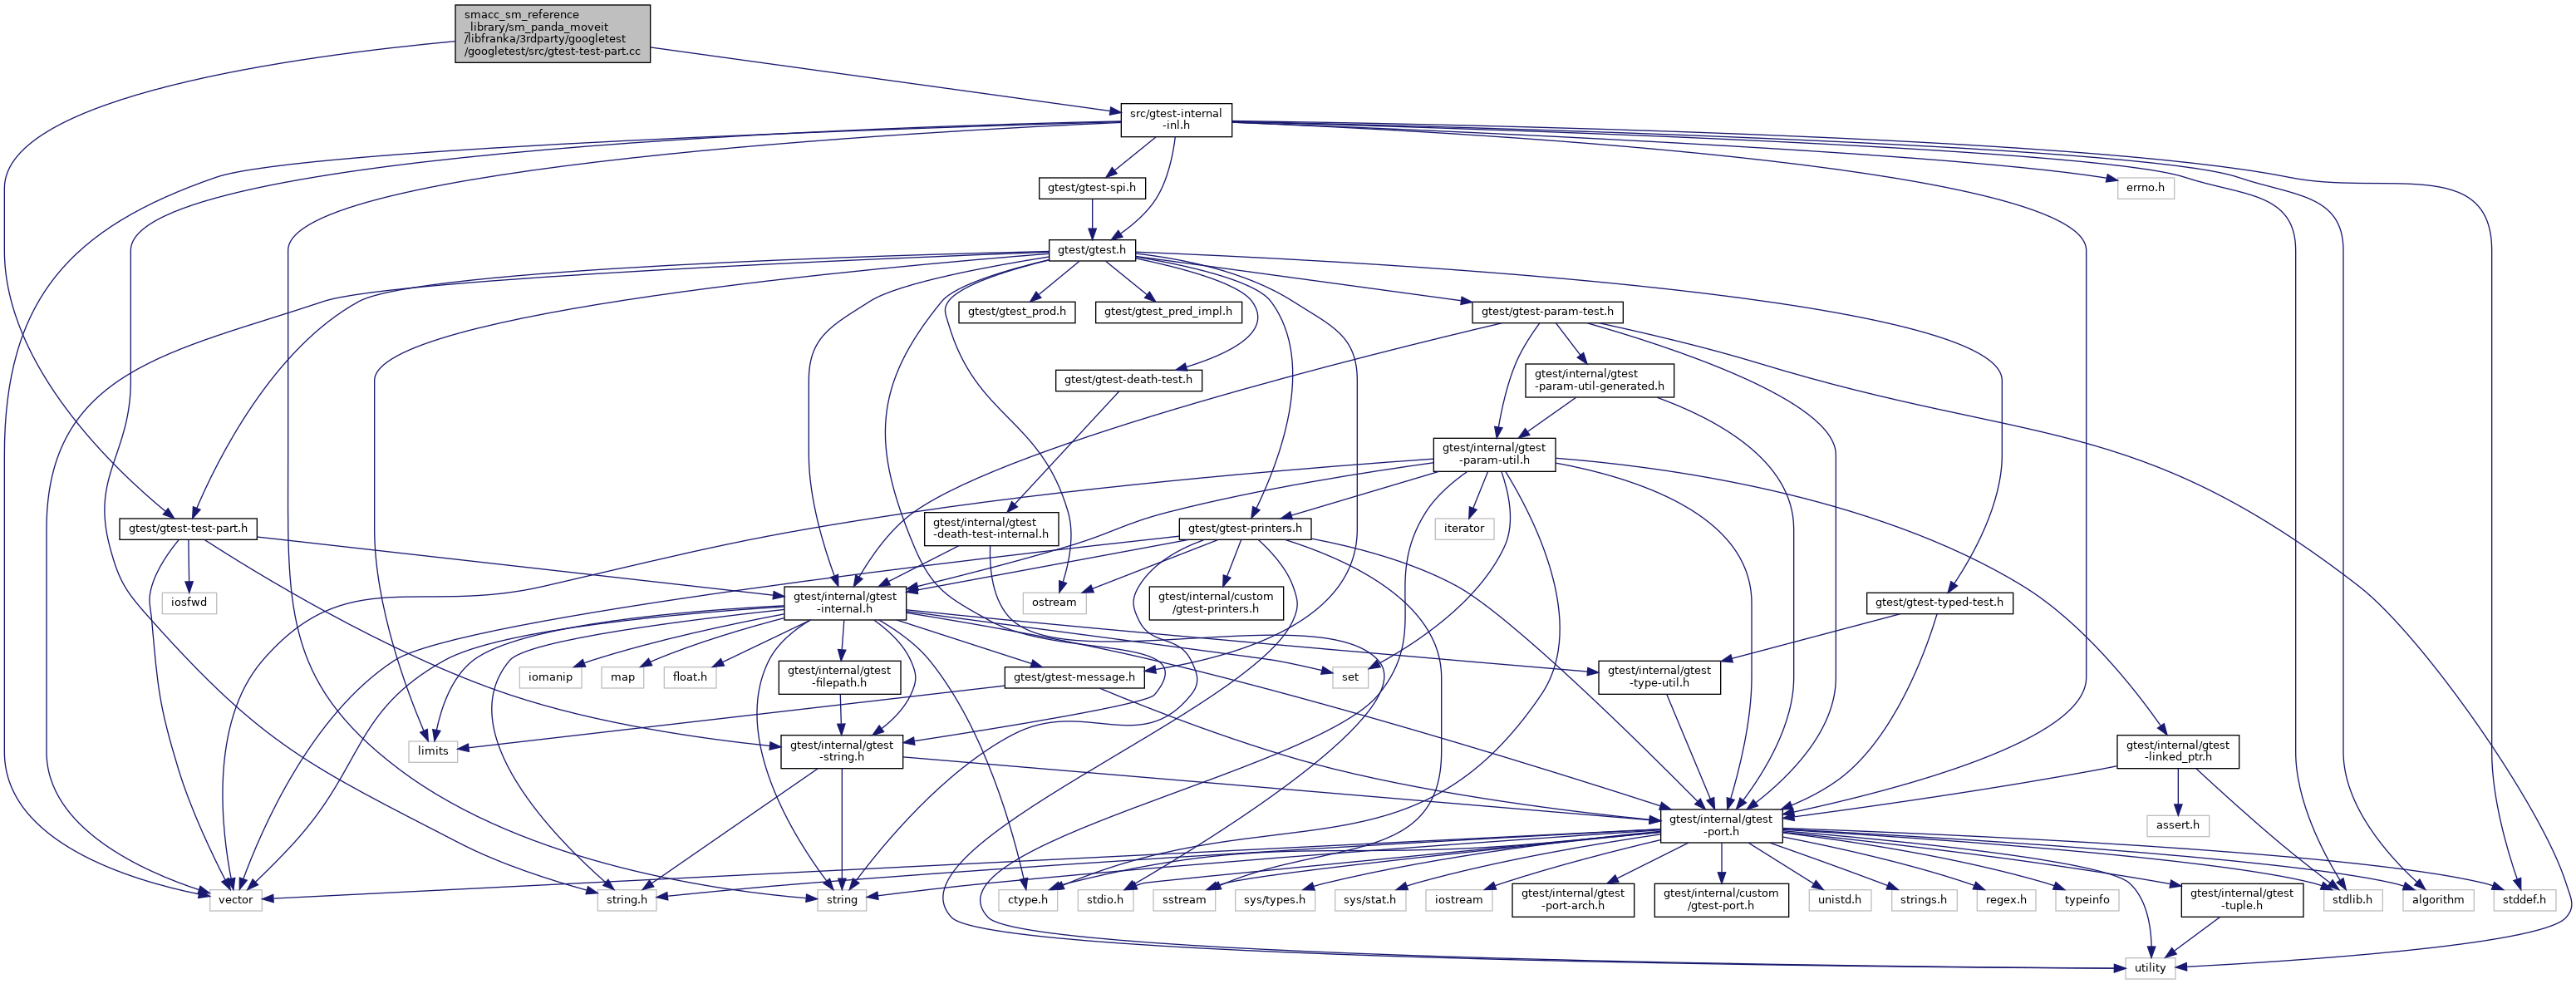 smacc_sm_reference
_library/sm_panda_moveit
/libfranka/3rdparty/googletest
/googletest/src/gtest-test-part.cc
src/gtest-internal
-inl.h
gtest/gtest-spi.h
errno.h
gtest/gtest.h
gtest/gtest_prod.h
gtest/gtest_pred_impl.h
gtest/gtest-param-test.h
gtest/gtest-death-test.h
gtest/internal/gtest
-param-util-generated.h
gtest/internal/gtest
-param-util.h
gtest/gtest-test-part.h
gtest/internal/gtest
-death-test-internal.h
gtest/gtest-printers.h
iterator
iosfwd
gtest/internal/gtest
-internal.h
ostream
gtest/internal/custom
/gtest-printers.h
gtest/gtest-typed-test.h
iomanip
map
float.h
gtest/internal/gtest
-filepath.h
gtest/gtest-message.h
set
gtest/internal/gtest
-type-util.h
limits
gtest/internal/gtest
-string.h
gtest/internal/gtest
-linked_ptr.h
gtest/internal/gtest
-port.h
assert.h
vector
string.h
string
ctype.h
stdio.h
sstream
sys/types.h
sys/stat.h
iostream
gtest/internal/gtest
-port-arch.h
gtest/internal/custom
/gtest-port.h
unistd.h
strings.h
regex.h
typeinfo
gtest/internal/gtest
-tuple.h
stdlib.h
algorithm
stddef.h
utility